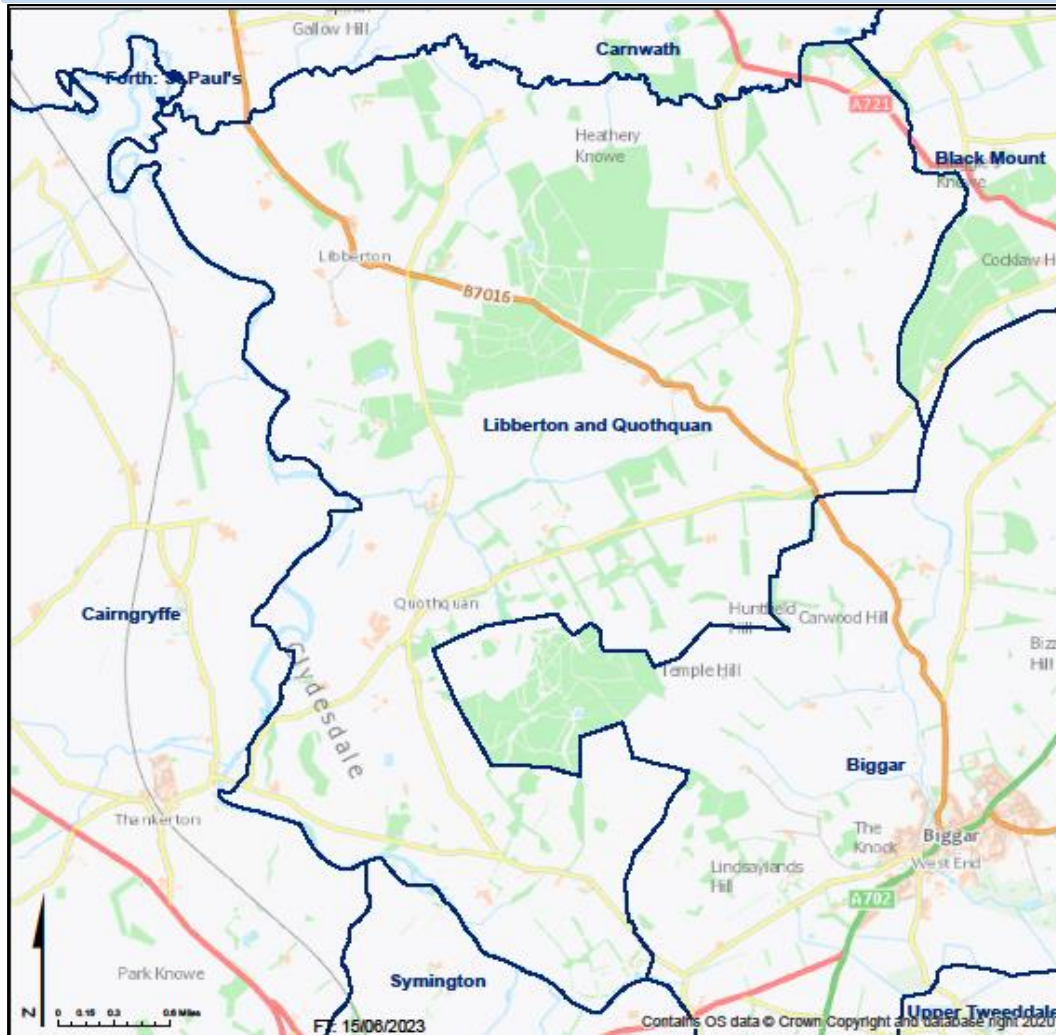 Gallow Hill
Carnwath
Forth: St Paul's
A721
Heathery
Knowe
Black Mount
Knowe
Libberton
Cocklaw H
B7016
Libberton and Quothquan
Cairngryffe
Quothquan
Huntfield
Hill
Carwood Hill
Bizz
Hill
Temple Hill
Clydesdale
Biggar
Thankerton
The
Knock
Biggar
West End
Lindsaylands
Hill
A702
Park Knowe
Symington
Upper Tweeddale
N
0 0.15 0.3 0.6 Miles
Contains OS data © Crown Copyright and database right 2020